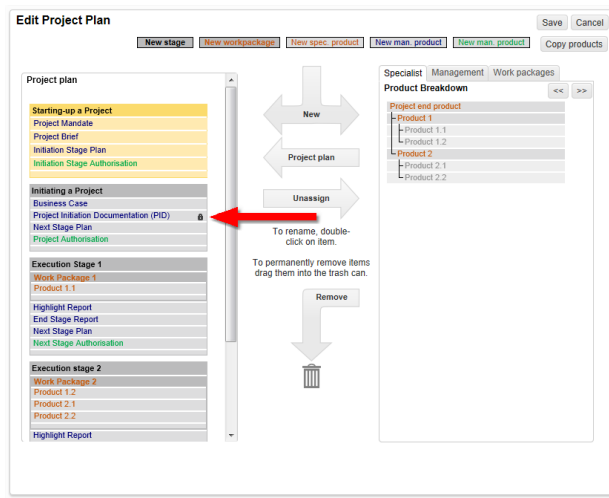 Edit Project Plan
Save Cancel
New stage New workpackage New spec. product New man. product New man. product Copy products
Project plan
Starting-up a Project
Project Mandate
Project Brief
Initiation Stage Plan
Initiation Stage Authorisation
Initiating a Project
Business Case
Project Initiation Documentation (PID)
Next Stage Plan
Project Authorisation
Execution Stage 1
Work Package 1
Product 1.1
Highlight Report
End Stage Report
Next Stage Plan
Next Stage Authorisation
Execution stage 2
Work Package 2
Product 1.2
Product 2.1
Product 2.2
Highlight Report
New
Project plan
Unassign
To rename, double-
click on item.
To permanently remove items
drag them into the trash can.
Remove
Specialist Management Work packages
Product Breakdown
<< >>
Project end product
Product 1
Product 1.1
Product 1.2
Product 2
Product 2.1
Product 2.2